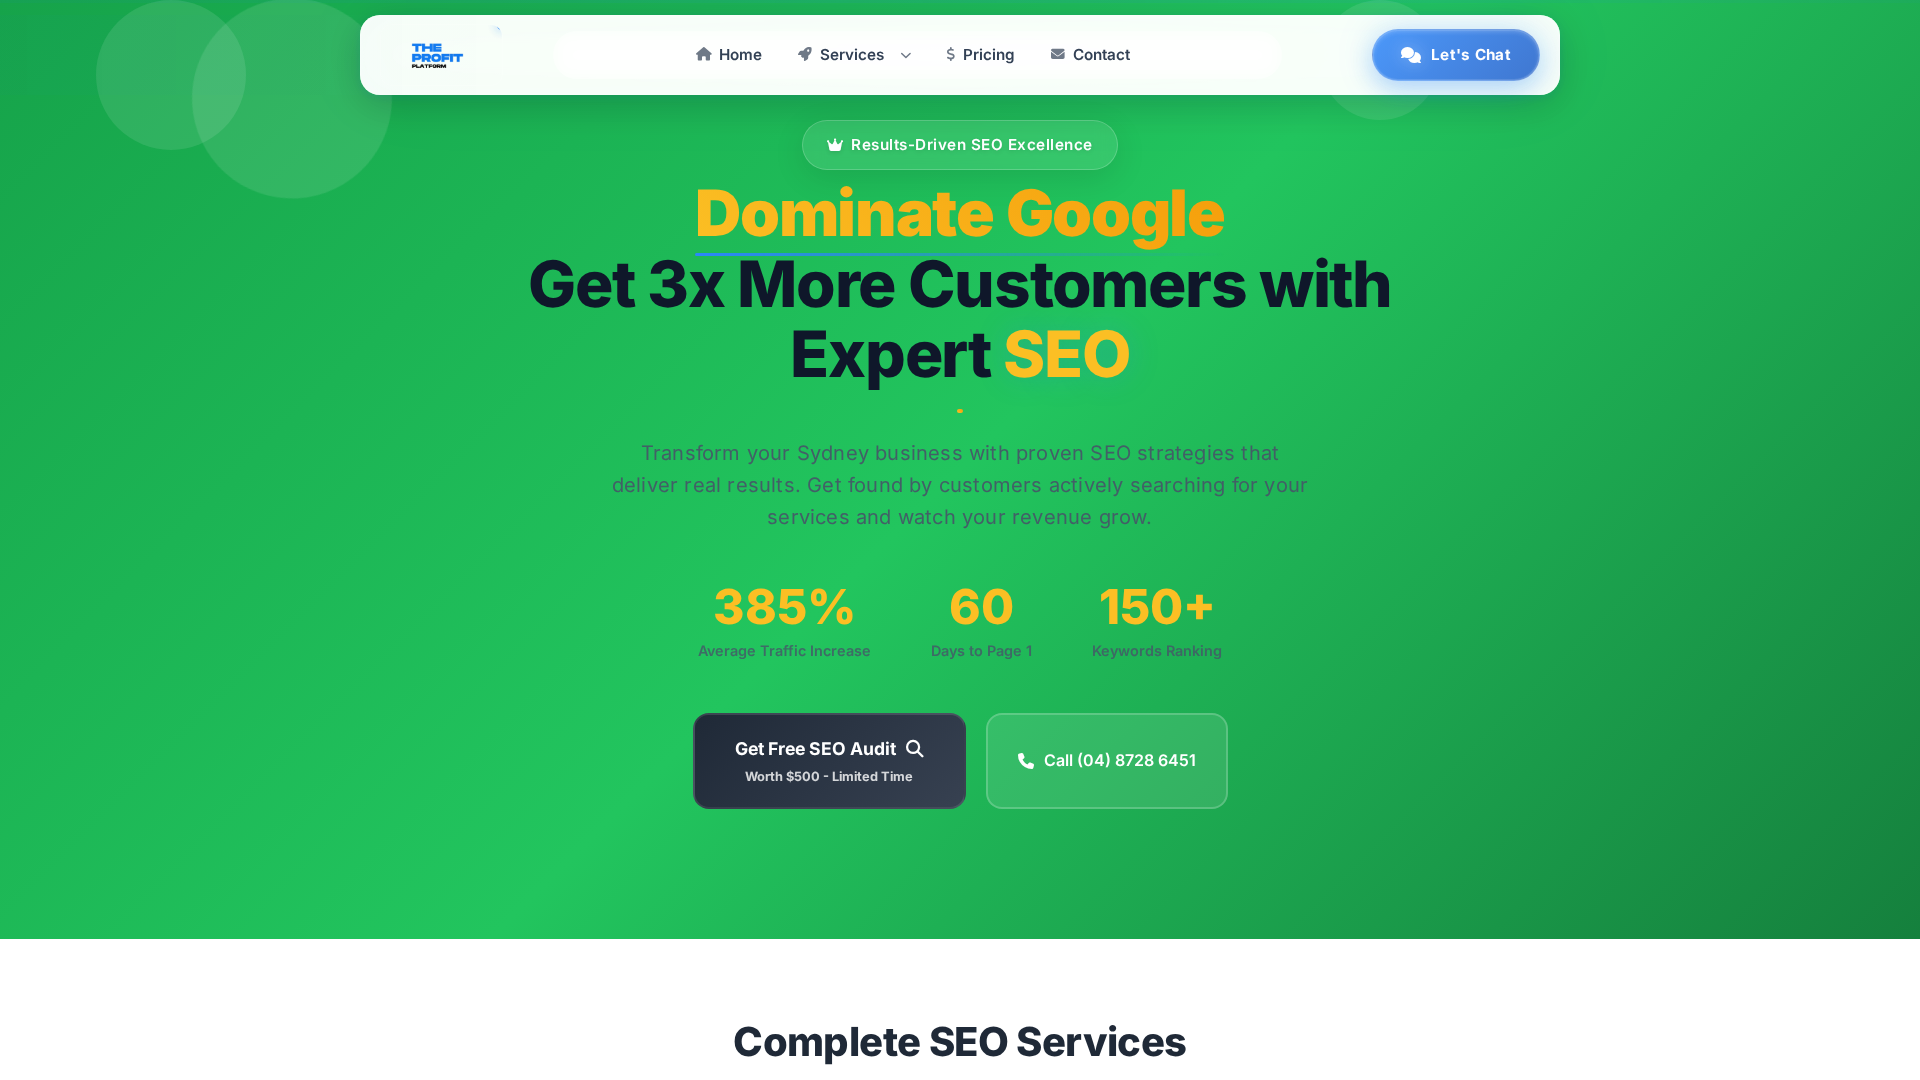 THE
PROFIT
PLATFORM
Home
Services
Pricing
Contact
Let's Chat
Results-Driven SEO Excellence
Dominate Google
Get 3x More Customers with
Expert SEO
Transform your Sydney business with proven SEO strategies that
deliver real results. Get found by customers actively searching for your
services and watch your revenue grow.
385%
Average Traffic Increase
60
Days to Page 1
150+
Keywords Ranking
Get Free SEO Audit
Worth $500 - Limited Time
Call (04) 8728 6451
Complete SEO Services